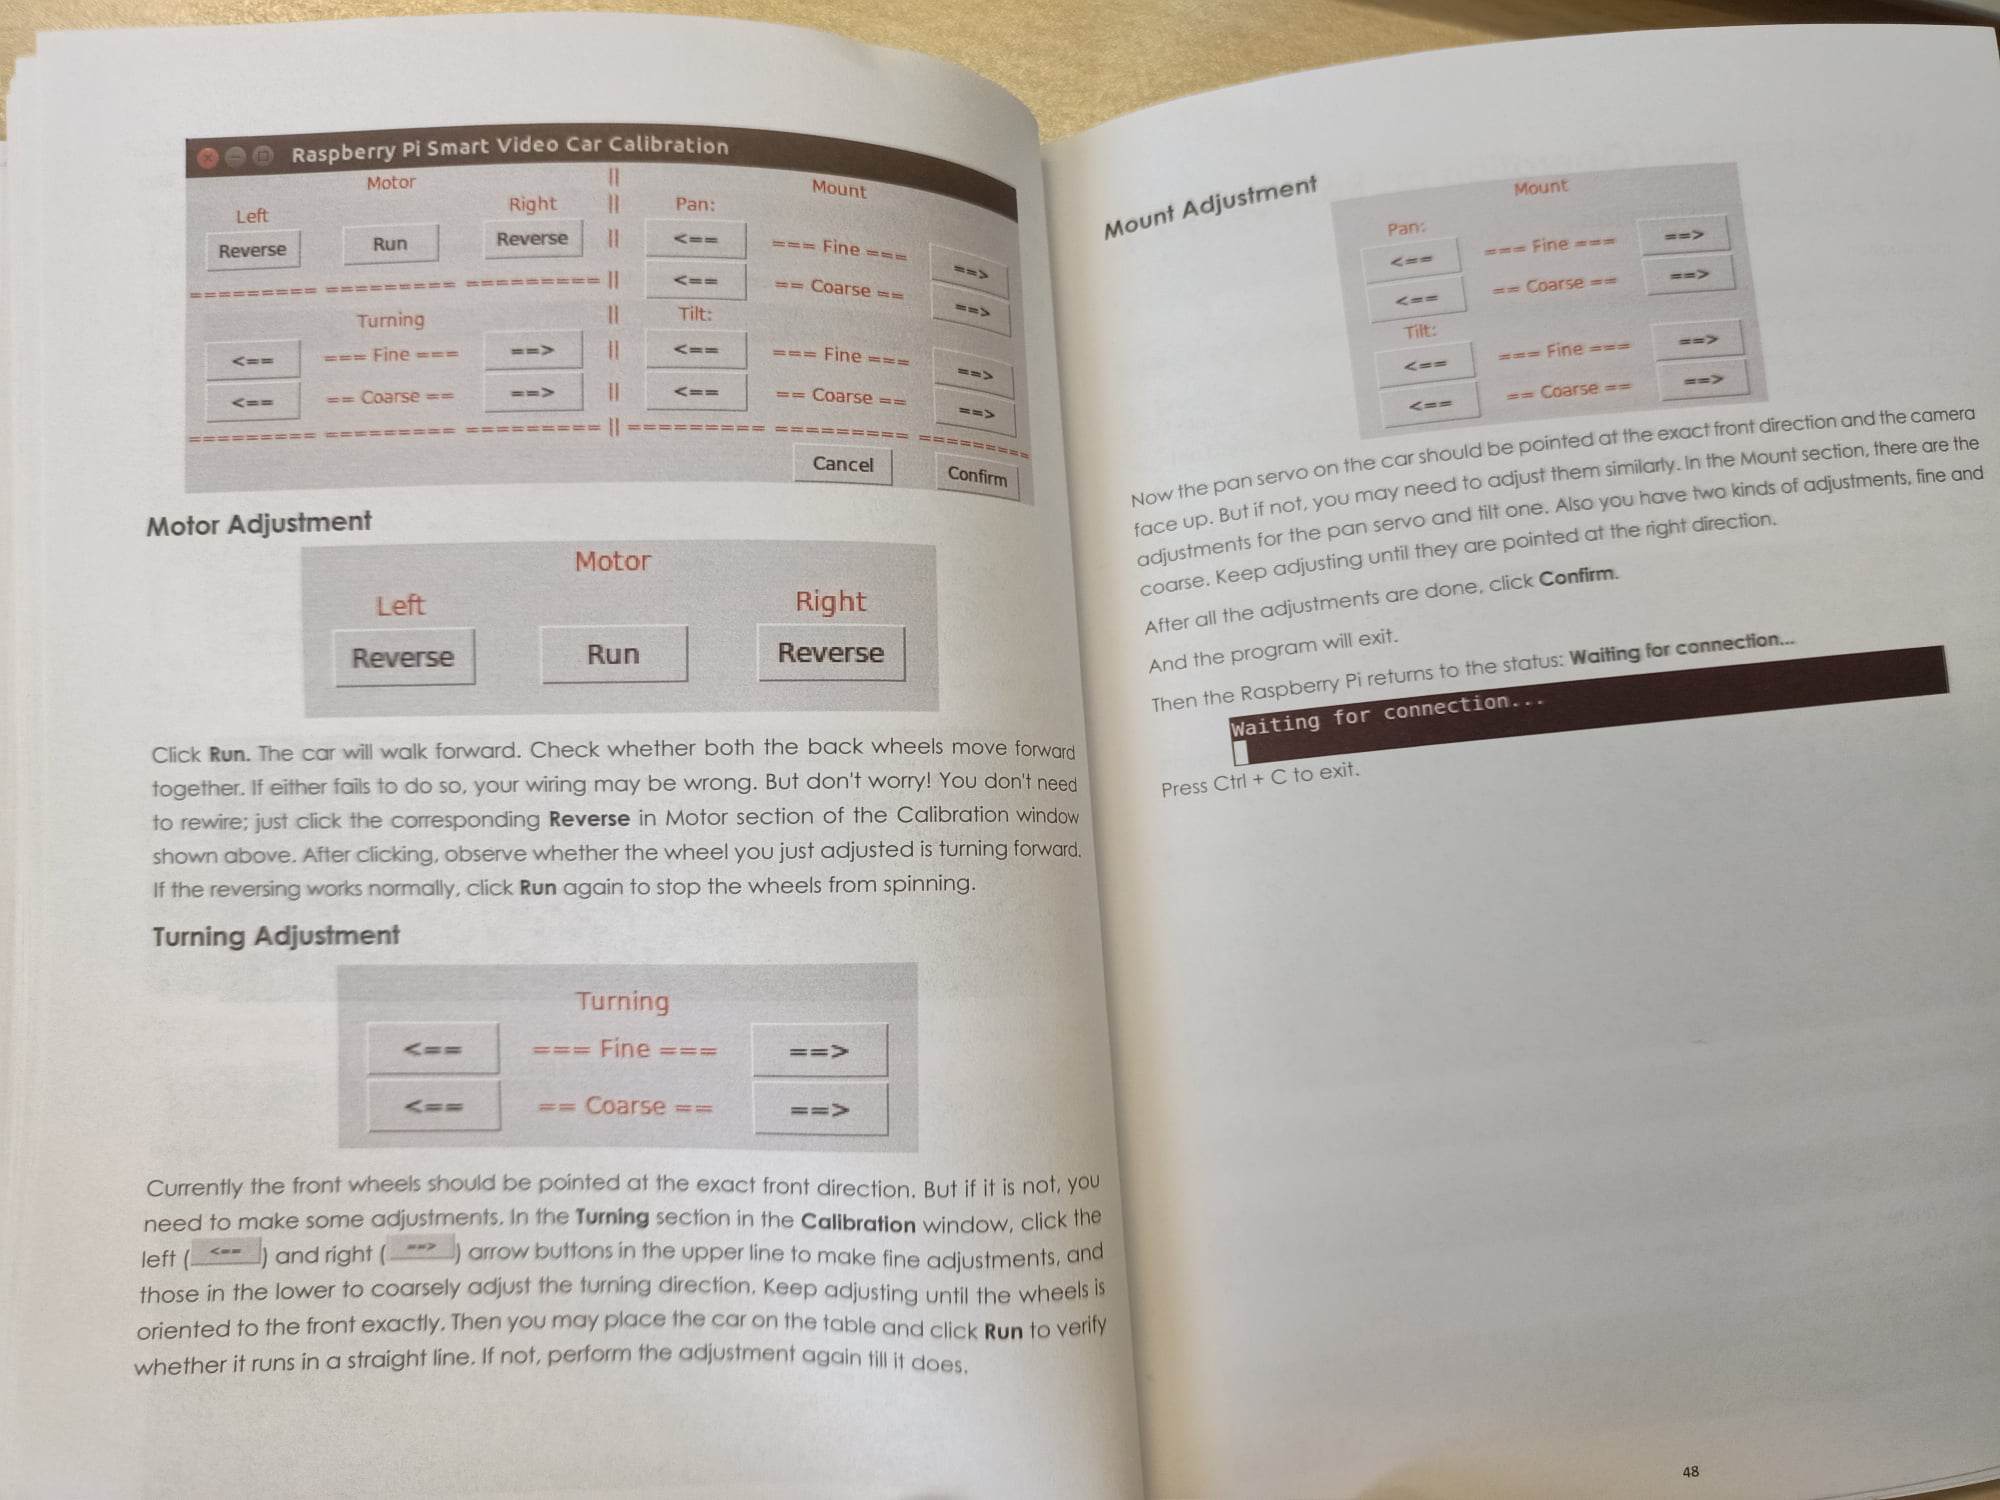 Raspberry Pi Smart Video Car Calibration
Motor || Mount
Left Right || Pan:
Reverse Run Reverse || <== === Fine === ==>
========= ========= ========= || <== == Coarse == ==>
Turning || Tilt:
<== === Fine === ==> || <== === Fine === ==>
<== == Coarse == ==> || <== == Coarse == ==>
========= ========= ========= || ========= ========= =========
Cancel Confirm
Motor Adjustment
Motor
Left Right
Reverse Run Reverse
Click Run. The car will walk forward. Check whether both the back wheels move forward
together. If either fails to do so, your wiring may be wrong. But don't worry! You don't need
to rewire; just click the corresponding Reverse in Motor section of the Calibration window
shown above. After clicking, observe whether the wheel you just adjusted is turning forward.
If the reversing works normally, click Run again to stop the wheels from spinning.
Turning Adjustment
Turning
<== === Fine === ==>
<== == Coarse == ==>
Currently the front wheels should be pointed at the exact front direction. But if it is not, you
need to make some adjustments. In the Turning section in the Calibration window, click the
left ( <== ) and right ( ==> ) arrow buttons in the upper line to make fine adjustments, and
those in the lower to coarsely adjust the turning direction. Keep adjusting until the wheels is
oriented to the front exactly. Then you may place the car on the table and click Run to verify
whether it runs in a straight line. If not, perform the adjustment again till it does.
Mount Adjustment
Mount
Pan:
<== === Fine === ==>
<== == Coarse == ==>
Tilt:
<== === Fine === ==>
<== == Coarse == ==>
Now the pan servo on the car should be pointed at the exact front direction and the camera
face up. But if not, you may need to adjust them similarly. In the Mount section, there are the
adjustments for the pan servo and tilt one. Also you have two kinds of adjustments, fine and
coarse. Keep adjusting until they are pointed at the right direction.
After all the adjustments are done, click Confirm.
And the program will exit.
Then the Raspberry Pi returns to the status: Waiting for connection...
Waiting for connection...
Press Ctrl + C to exit.
48